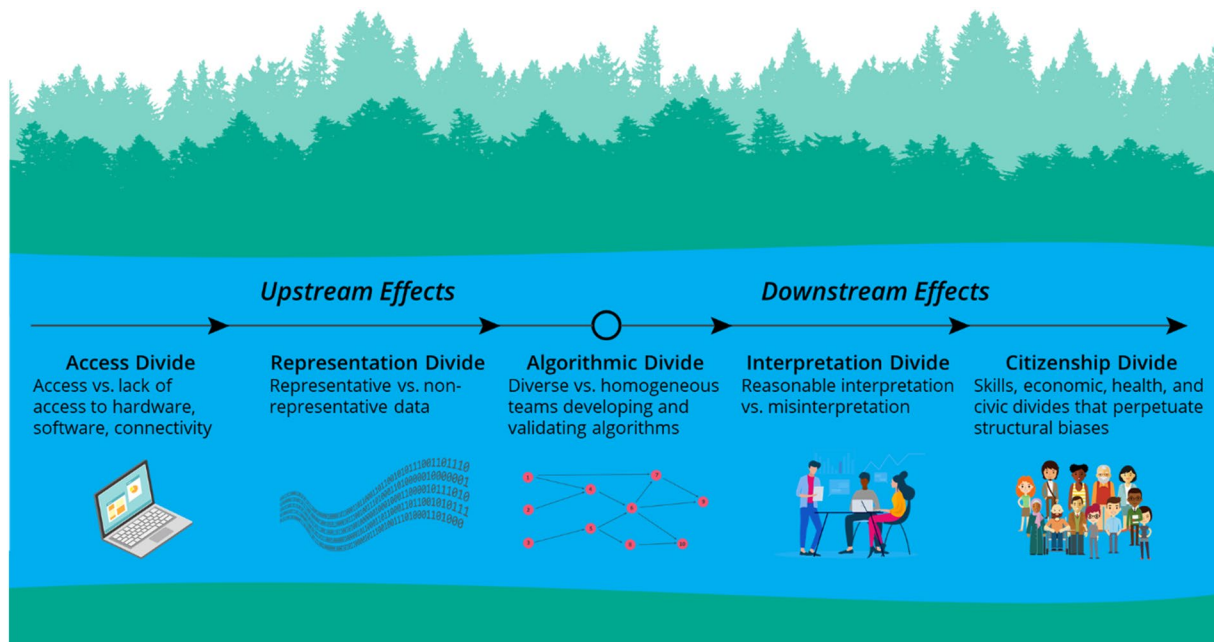 Upstream Effects
Downstream Effects
Access Divide
Access vs. lack of
access to hardware,
software, connectivity
Representation Divide
Representative vs. non-
representative data
Algorithmic Divide
Diverse vs. homogeneous
teams developing and
validating algorithms
Interpretation Divide
Reasonable interpretation
vs. misinterpretation
Citizenship Divide
Skills, economic, health, and
civic divides that perpetuate
structural biases